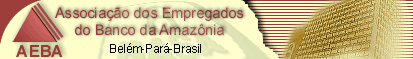 Associação dos Empregados
do Banco da Amazônia
AEBA
Belém-Pará-Brasil